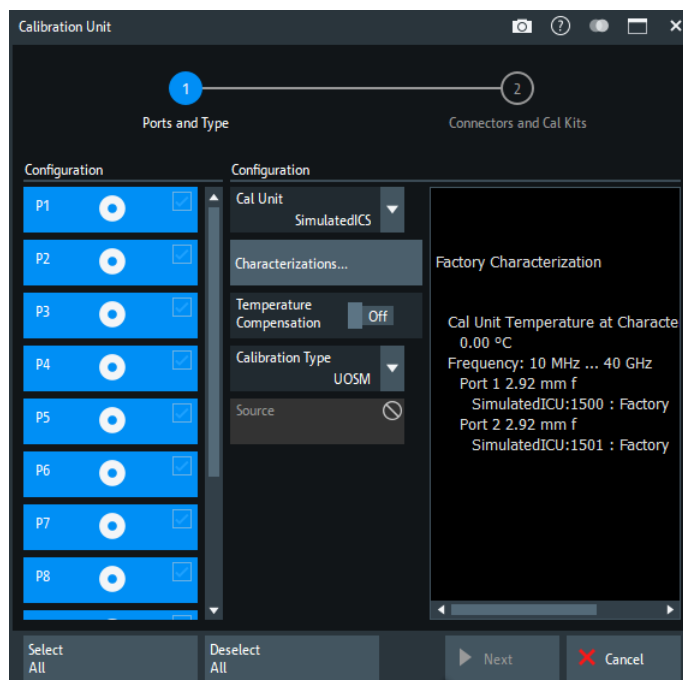 Calibration Unit
?
1
2
Ports and Type
Connectors and Cal Kits
Configuration
P1
P2
P3
P4
P5
P6
P7
P8
Configuration
Cal Unit
SimulatedICS
Characterizations...
Temperature
Compensation
Off
Calibration Type
UOSM
Source
Factory Characterization
Cal Unit Temperature at Characte
0.00 °C
Frequency: 10 MHz ... 40 GHz
Port 1 2.92 mm f
SimulatedICU:1500 : Factory
Port 2 2.92 mm f
SimulatedICU:1501 : Factory
Select
All
Deselect
All
Next
Cancel